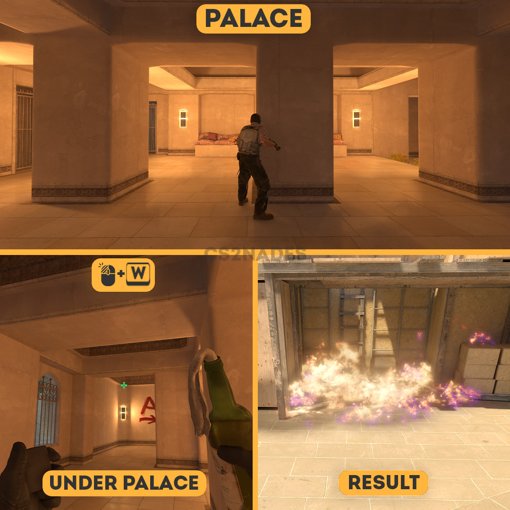 PALACE
CS2NADES
+ W
A
UNDER PALACE
RESULT